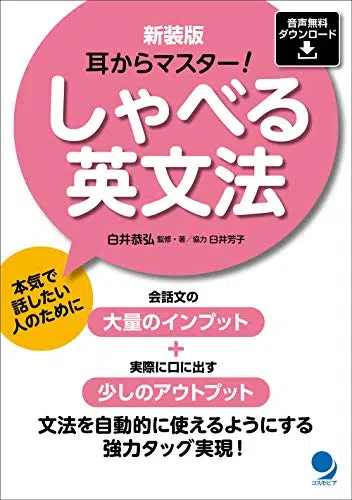 新装版
音声無料
ダウンロード
耳からマスター!
しゃべる
英文法
白井恭弘 監修・著/協力 臼井芳子
本気で
話したい
人のために
会話文の
大量のインプット
+
実際に口に出す
少しのアウトプット
文法を自動的に使えるようにする
強力タッグ実現!
コスモピア